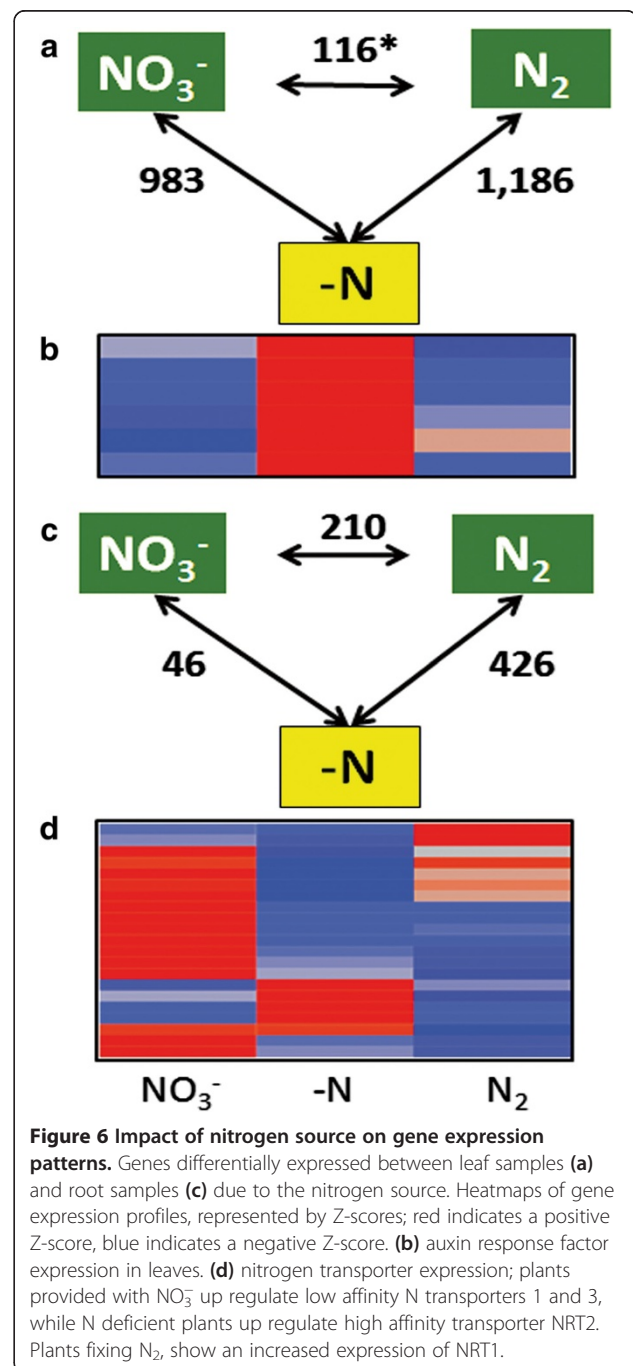 a
NO₃⁻ 116* N₂
983 1,186
-N
b
c
NO₃⁻ 210 N₂
46 426
-N
d
NO₃⁻ -N N₂
Figure 6 Impact of nitrogen source on gene expression
patterns. Genes differentially expressed between leaf samples (a)
and root samples (c) due to the nitrogen source. Heatmaps of gene
expression profiles, represented by Z-scores; red indicates a positive
Z-score, blue indicates a negative Z-score. (b) auxin response factor
expression in leaves. (d) nitrogen transporter expression; plants
provided with NO₃⁻ up regulate low affinity N transporters 1 and 3,
while N deficient plants up regulate high affinity transporter NRT2.
Plants fixing N₂, show an increased expression of NRT1.